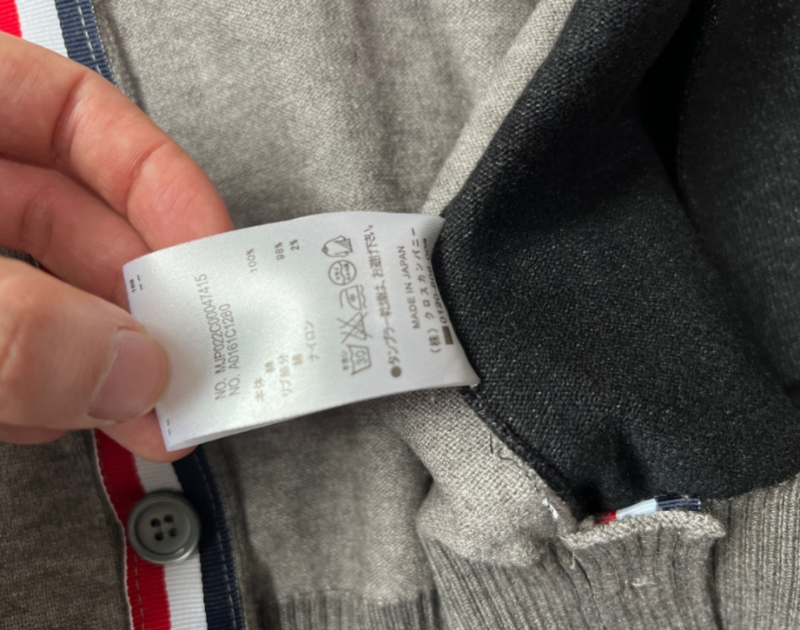 NO. MJP022C00047415
NO. A0161C1280
本体 綿 100%
リブ部分
綿 98%
ナイロン 2%
●タンブラー乾燥は、お避け下さい
MADE IN JAPAN
(株) クロスカンパニー